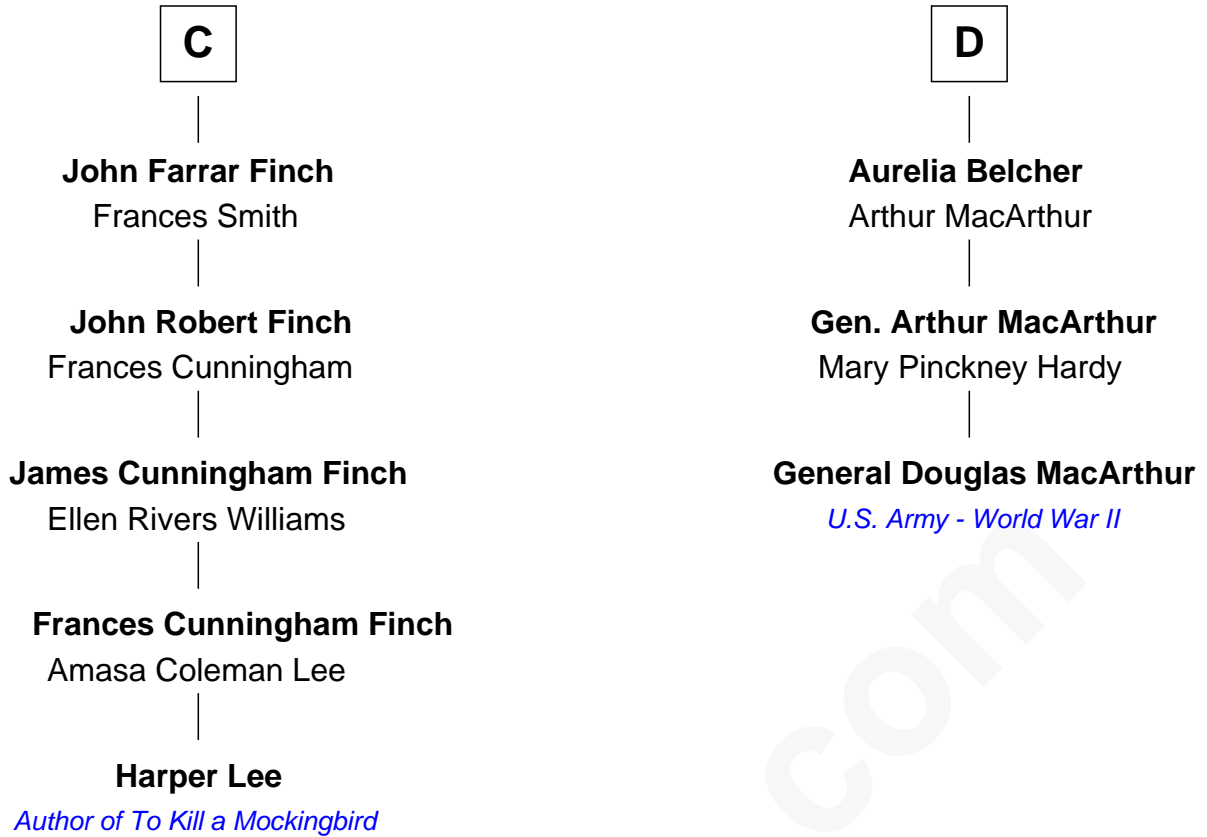 C
John Farrar Finch
Frances Smith
John Robert Finch
Frances Cunningham
James Cunningham Finch
Ellen Rivers Williams
Frances Cunningham Finch
Amasa Coleman Lee
Harper Lee
Author of To Kill a Mockingbird
D
Aurelia Belcher
Arthur MacArthur
Gen. Arthur MacArthur
Mary Pinckney Hardy
General Douglas MacArthur
U.S. Army - World War II
com